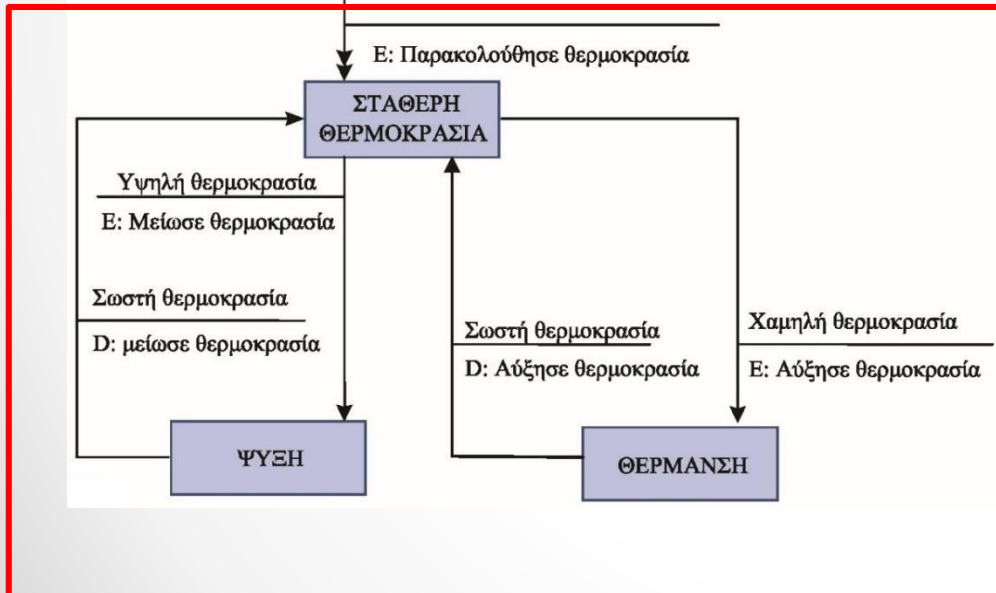 E: Παρακολούθησε θερμοκρασία
ΣΤΑΘΕΡΗ
ΘΕΡΜΟΚΡΑΣΙΑ
Υψηλή θερμοκρασία
E: Μείωσε θερμοκρασία
Σωστή θερμοκρασία
D: μείωσε θερμοκρασία
Σωστή θερμοκρασία
D: Αύξησε θερμοκρασία
Χαμηλή θερμοκρασία
E: Αύξησε θερμοκρασία
ΨΥΞΗ
ΘΕΡΜΑΝΣΗ